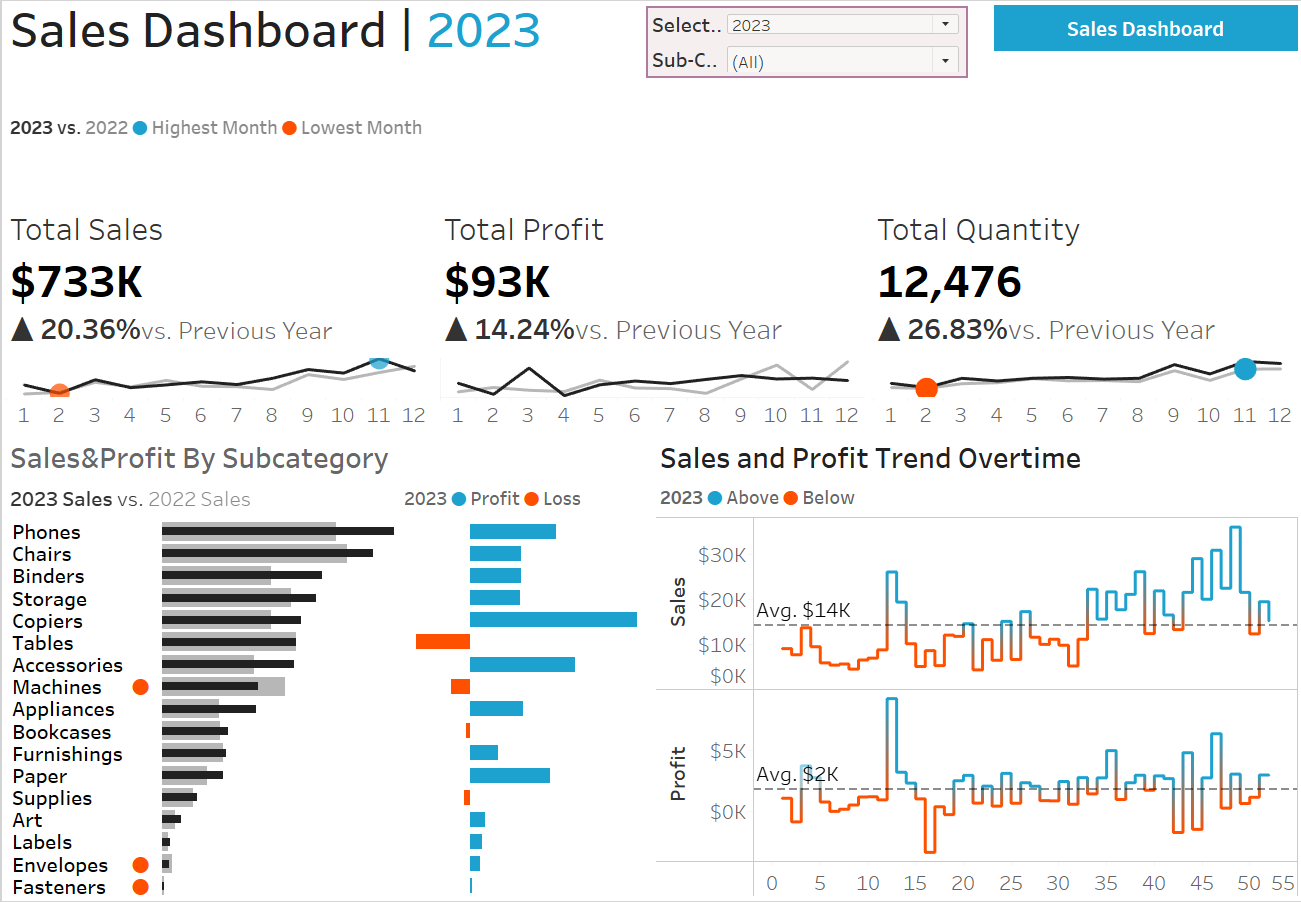 Sales Dashboard | 2023
Select.. 2023
Sub-C.. (All)
Sales Dashboard
2023 vs. 2022 Highest Month Lowest Month
Total Sales
$733K
▲ 20.36%vs. Previous Year
1 2 3 4 5 6 7 8 9 10 11 12
Total Profit
$93K
▲ 14.24%vs. Previous Year
1 2 3 4 5 6 7 8 9 10 11 12
Total Quantity
12,476
▲ 26.83%vs. Previous Year
1 2 3 4 5 6 7 8 9 10 11 12
Sales&Profit By Subcategory
2023 Sales vs. 2022 Sales
2023 Profit Loss
Phones
Chairs
Binders
Storage
Copiers
Tables
Accessories
Machines
Appliances
Bookcases
Furnishings
Paper
Supplies
Art
Labels
Envelopes
Fasteners
Sales and Profit Trend Overtime
2023 Above Below
Sales
$30K
$20K
$10K
$0K
Avg. $14K
Profit
$5K
$0K
Avg. $2K
0 5 10 15 20 25 30 35 40 45 50 55